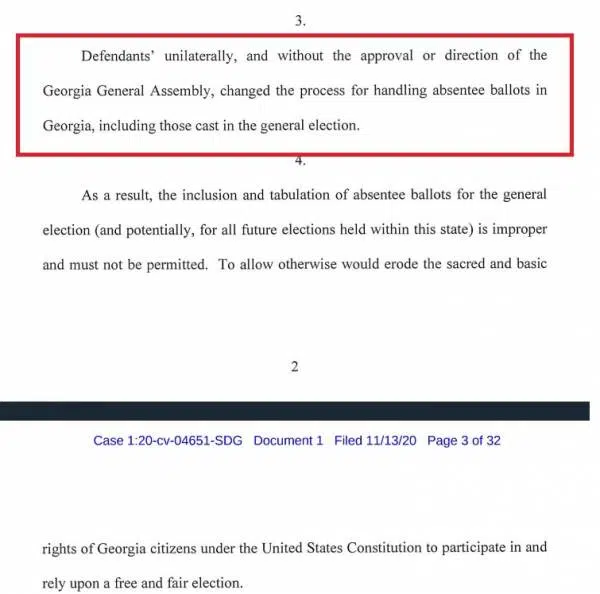 3.
Defendants' unilaterally, and without the approval or direction of the
Georgia General Assembly, changed the process for handling absentee ballots in
Georgia, including those cast in the general election.
4.
As a result, the inclusion and tabulation of absentee ballots for the general
election (and potentially, for all future elections held within this state) is improper
and must not be permitted. To allow otherwise would erode the sacred and basic
2
Case 1:20-cv-04651-SDG Document 1 Filed 11/13/20 Page 3 of 32
rights of Georgia citizens under the United States Constitution to participate in and
rely upon a free and fair election.